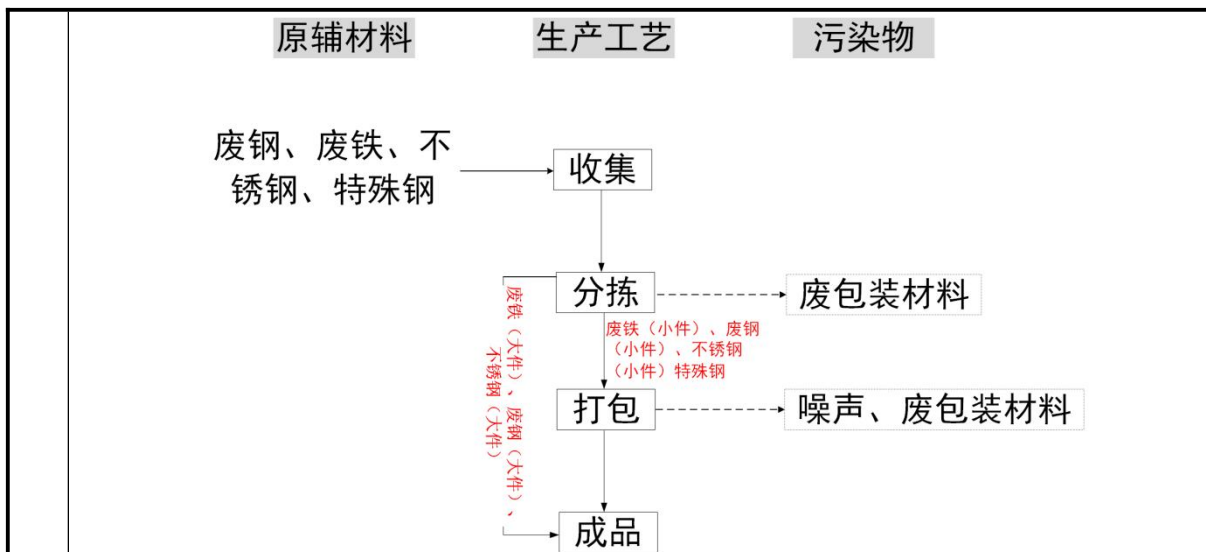 原辅材料
生产工艺
污染物
废钢、废铁、不
锈钢、特殊钢
收集
分拣
废包装材料
废铁（大件）、废钢（大件）、
不锈钢（大件）
废铁（小件）、废钢
（小件）、不锈钢
（小件）特殊钢
打包
噪声、废包装材料
成品